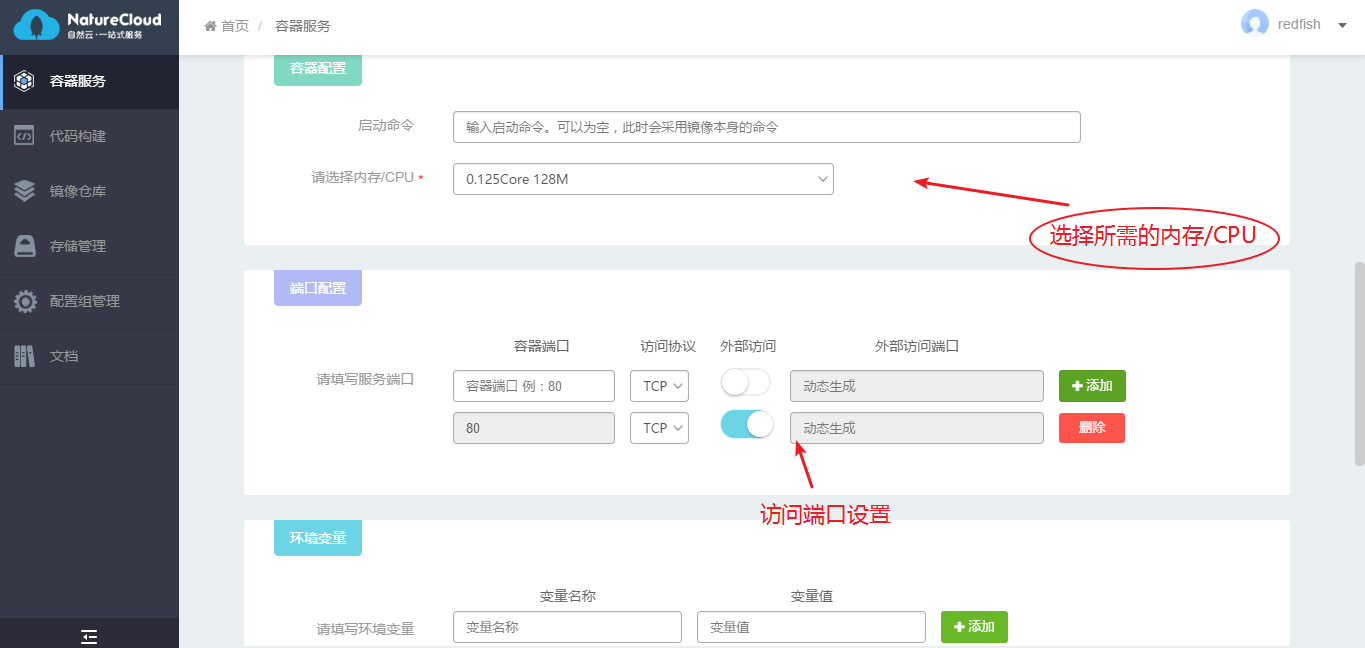 NatureCloud
自然云·一站式服务
首页 / 容器服务
redfish
容器服务
代码构建
镜像仓库
存储管理
配置组管理
文档
容器配置
启动命令
输入启动命令。可以为空，此时会采用镜像本身的命令
请选择内存/CPU *
0.125Core 128M
选择所需的内存/CPU
端口配置
容器端口 访问协议 外部访问 外部访问端口
请填写服务端口
容器端口 例：80 TCP 动态生成 添加
80 TCP 动态生成 删除
访问端口设置
环境变量
变量名称 变量值
请填写环境变量
变量名称 变量值 添加